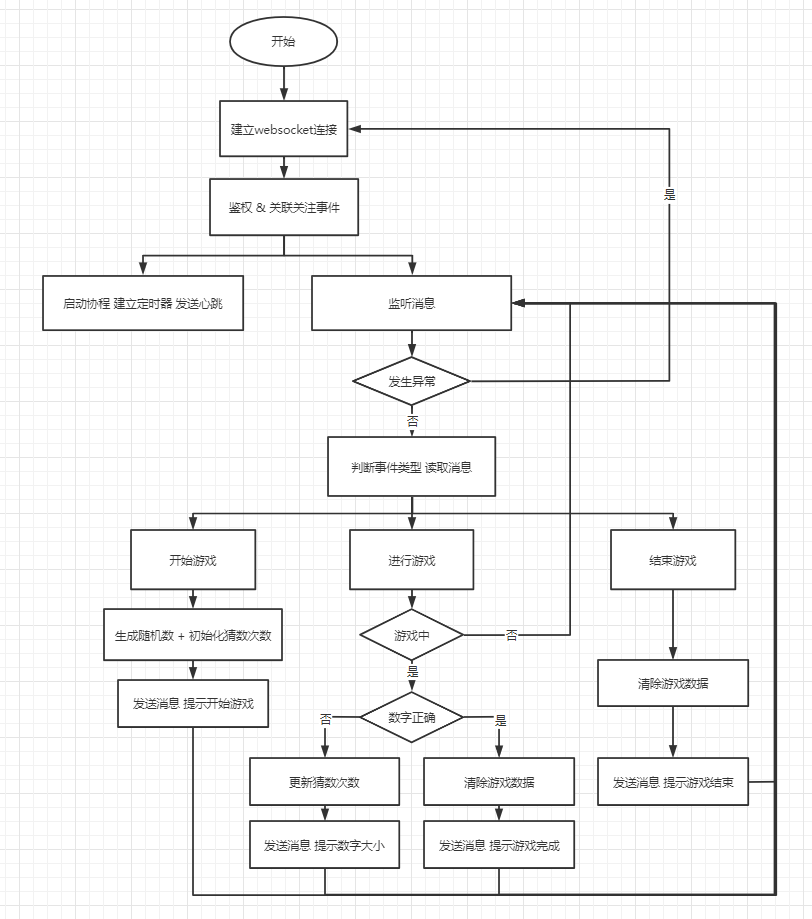 开始
建立websocket连接
是
鉴权 & 关联关注事件
启动协程 建立定时器 发送心跳
监听消息
发生异常
否
判断事件类型 读取消息
开始游戏
进行游戏
结束游戏
生成随机数 + 初始化猜数次数
游戏中
否
是
清除游戏数据
发送消息 提示开始游戏
否
数字正确
是
更新猜数次数
清除游戏数据
发送消息 提示游戏结束
发送消息 提示数字大小
发送消息 提示游戏完成